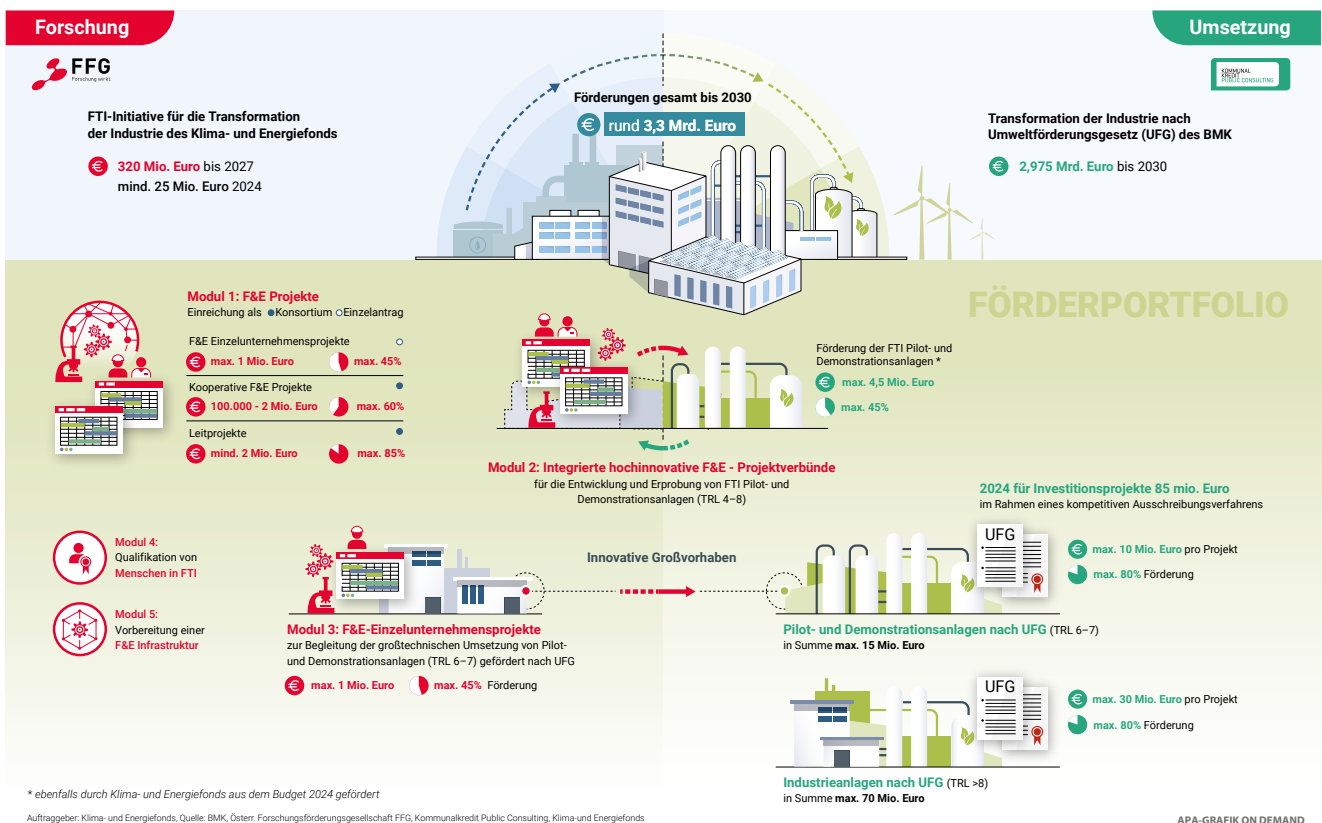 Forschung
Umsetzung
FFG
Forschung wirkt.
KOMMUNAL
KREDIT
PUBLIC CONSULTING
FTI-Initiative für die Transformation
der Industrie des Klima- und Energiefonds
€ 320 Mio. Euro bis 2027
mind. 25 Mio. Euro 2024
Förderungen gesamt bis 2030
€ rund 3,3 Mrd. Euro
Transformation der Industrie nach
Umweltförderungsgesetz (UFG) des BMK
€ 2,975 Mrd. Euro bis 2030
FÖRDERPORTFOLIO
Modul 1: F&E Projekte
Einreichung als Konsortium Einzelantrag
F&E Einzelunternehmensprojekte
€ max. 1 Mio. Euro max. 45%
Kooperative F&E Projekte
€ 100.000 - 2 Mio. Euro max. 60%
Leitprojekte
€ mind. 2 Mio. Euro max. 85%
Förderung der FTI Pilot- und
Demonstrationsanlagen *
€ max. 4,5 Mio. Euro
max. 45%
Modul 2: Integrierte hochinnovative F&E - Projektverbünde
für die Entwicklung und Erprobung von FTI Pilot- und
Demonstrationsanlagen (TRL 4–8)
2024 für Investitionsprojekte 85 mio. Euro
im Rahmen eines kompetitiven Ausschreibungsverfahrens
Modul 4:
Qualifikation von
Menschen in FTI
Modul 5:
Vorbereitung einer
F&E Infrastruktur
Innovative Großvorhaben
UFG
€ max. 10 Mio. Euro pro Projekt
max. 80% Förderung
Modul 3: F&E-Einzelunternehmensprojekte
zur Begleitung der großtechnischen Umsetzung von Pilot-
und Demonstrationsanlagen (TRL 6–7) gefördert nach UFG
€ max. 1 Mio. Euro max. 45% Förderung
Pilot- und Demonstrationsanlagen nach UFG (TRL 6–7)
in Summe max. 15 Mio. Euro
UFG
€ max. 30 Mio. Euro pro Projekt
max. 80% Förderung
Industrieanlagen nach UFG (TRL >8)
in Summe max. 70 Mio. Euro
* ebenfalls durch Klima- und Energiefonds aus dem Budget 2024 gefördert
Auftraggeber: Klima- und Energiefonds, Quelle: BMK, Österr. Forschungsförderungsgesellschaft FFG, Kommunalkredit Public Consulting, Klima-und Energiefonds
APA-GRAFIK ON DEMAND